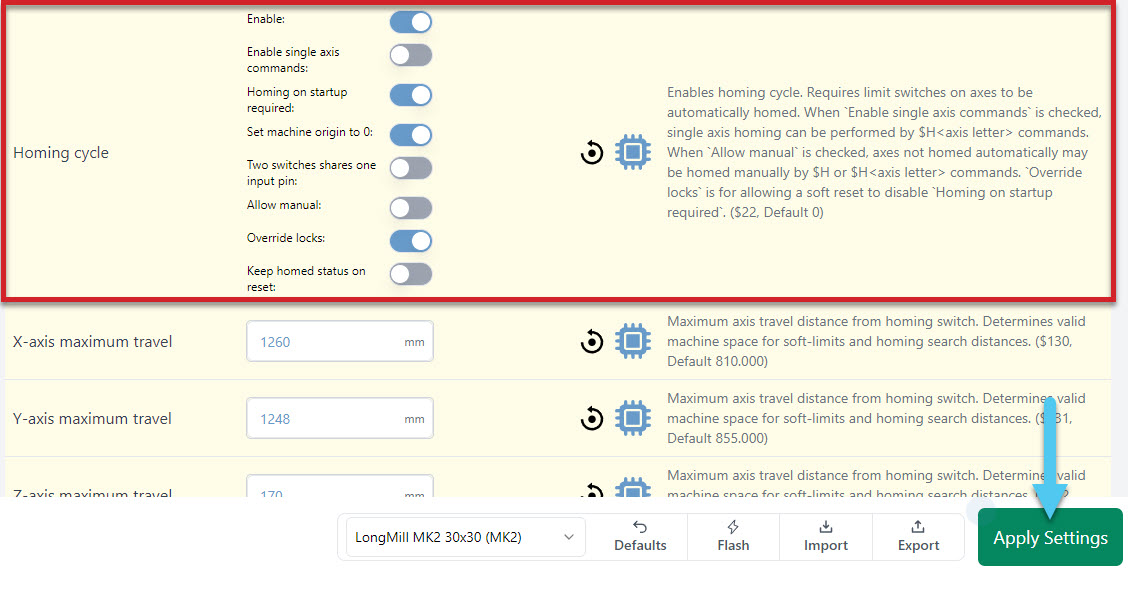 Enable:
Enable single axis
commands:
Homing on startup
required:
Set machine origin to 0:
Two switches shares one
input pin:
Allow manual:
Override locks:
Keep homed status on
reset:
Homing cycle
Enables homing cycle. Requires limit switches on axes to be
automatically homed. When `Enable single axis commands` is checked,
single axis homing can be performed by $H<axis letter> commands.
When `Allow manual` is checked, axes not homed automatically may
be homed manually by $H or $H<axis letter> commands. `Override
locks` is for allowing a soft reset to disable `Homing on startup
required`. ($22, Default 0)
X-axis maximum travel
1260 mm
Maximum axis travel distance from homing switch. Determines valid
machine space for soft-limits and homing search distances. ($130,
Default 810.000)
Y-axis maximum travel
1248 mm
Maximum axis travel distance from homing switch. Determines valid
machine space for soft-limits and homing search distances.
Default 855.000)
Z-axis maximum travel
170 mm
Maximum axis travel distance from homing switch. Determines valid
machine space for soft-limits and homing search distances.
LongMill MK2 30x30 (MK2)
Defaults
Flash
Import
Export
Apply Settings